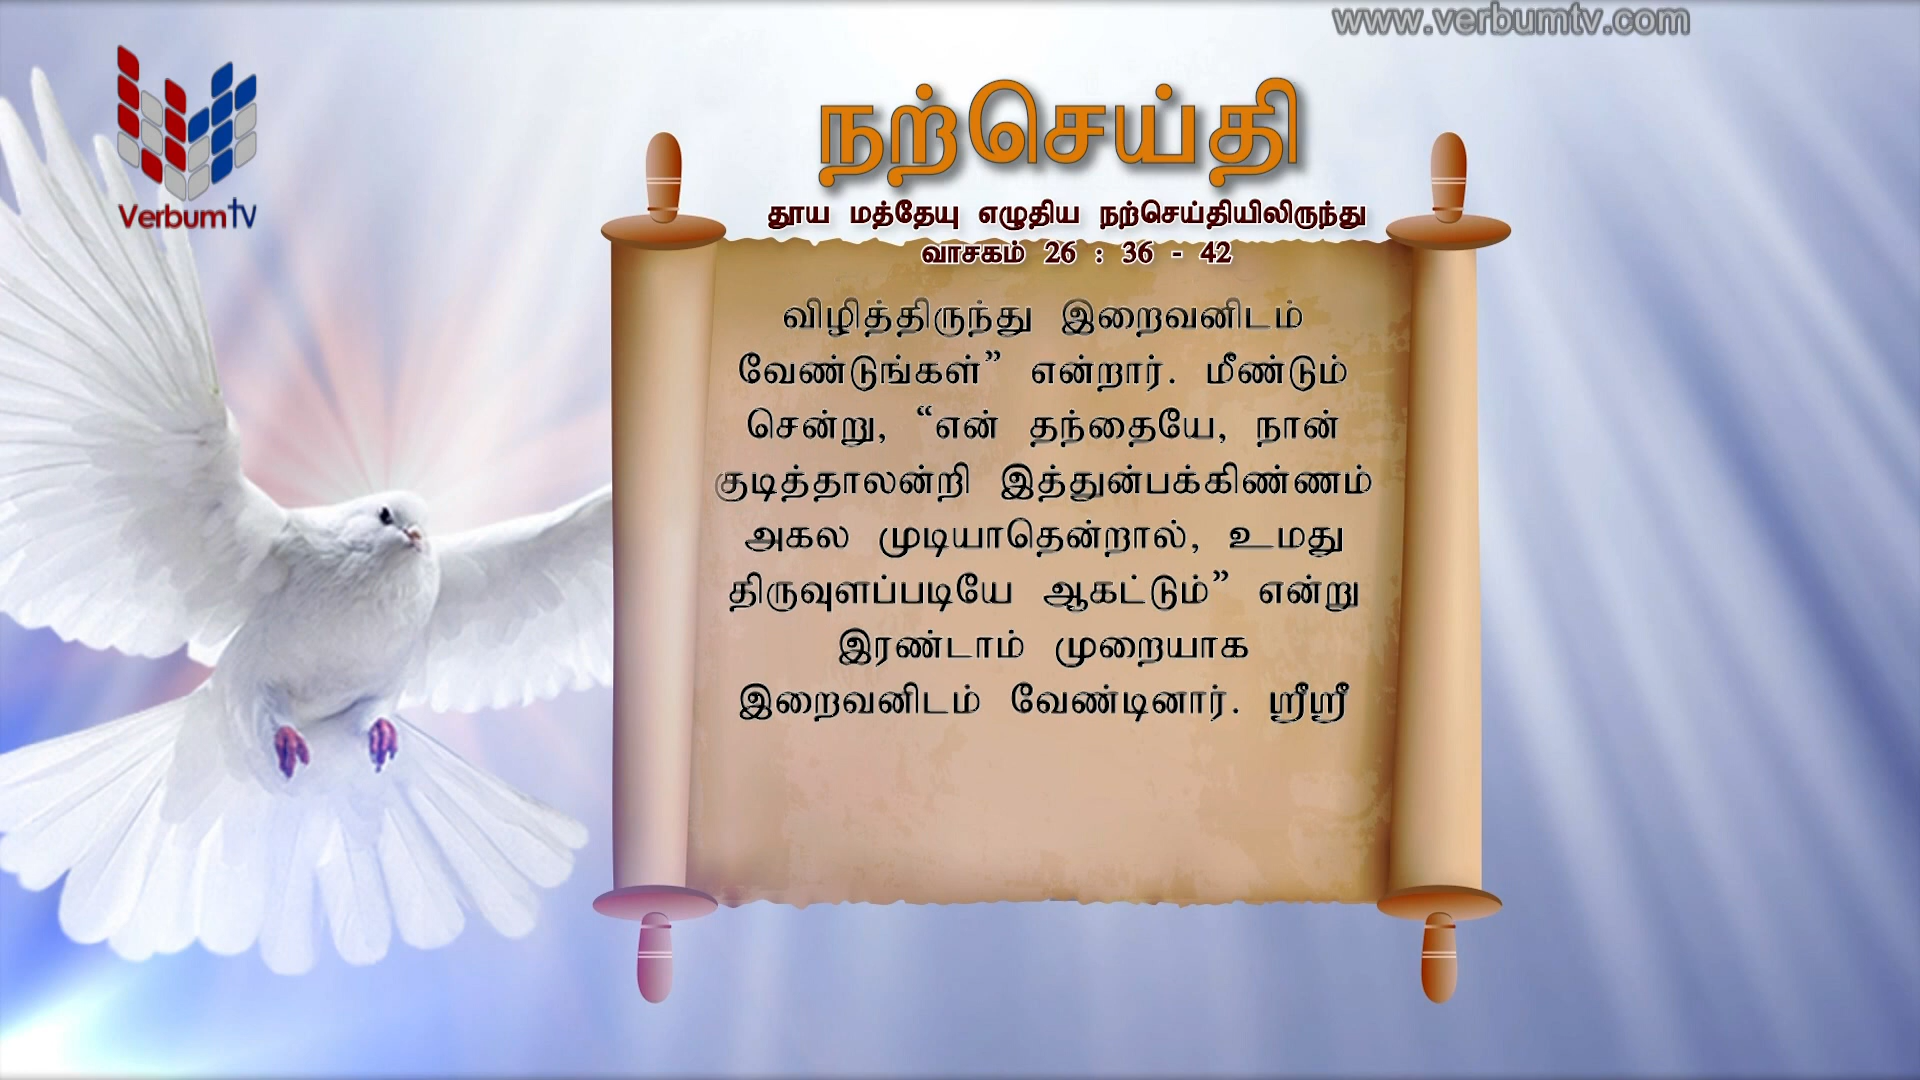 www.verbumtv.com
VerbumTV
நற்செய்தி
தூய மத்தேயு எழுதிய நற்செய்தியிலிருந்து
வாசகம் 26 : 36 - 42
விழித்திருந்து இறைவனிடம்
வேண்டுங்கள்” என்றார். மீண்டும்
சென்று, “என் தந்தையே, நான்
குடித்தாலன்றி இத்துன்பக்கிண்ணம்
அகல முடியாதென்றால், உமது
திருவுளப்படியே ஆகட்டும்” என்று
இரண்டாம் முறையாக
இறைவனிடம் வேண்டினார். ஸ்ரீஸ்ரீ